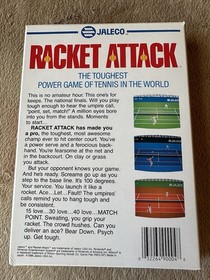 JALECO
RACKET ATTACK
THE TOUGHEST
POWER GAME OF TENNIS IN THE WORLD
This is no amateur hour. This one's for
keeps. The national finals. Will you play
tough enough to hear the umpire call,
"point, set, match!" A million eyes bore
into you from the stands. Moments to
crush.
RACKET ATTACK has made you
a pro, the toughest, most awesome
champ ever to hit center court. You've
a power serve and a ferocious back-
hand. You're fearsome at the net and
in the backcourt. On clay or grass
you attack.
But your opponent knows your game.
And he's ready. Screams go up as you
step to the base line. It's 100 degrees.
Your service. You launch it like a
rocket. Ace...Let...Fault! The umpires'
calls remind you to hang tough and
to conquer.
15 love...30 love...40 love...MATCH
POINT. Sweating, you grip your
racket. The crowd hushes. Can you
deliver an ace? Bear Down. Psych
up. Get tough.